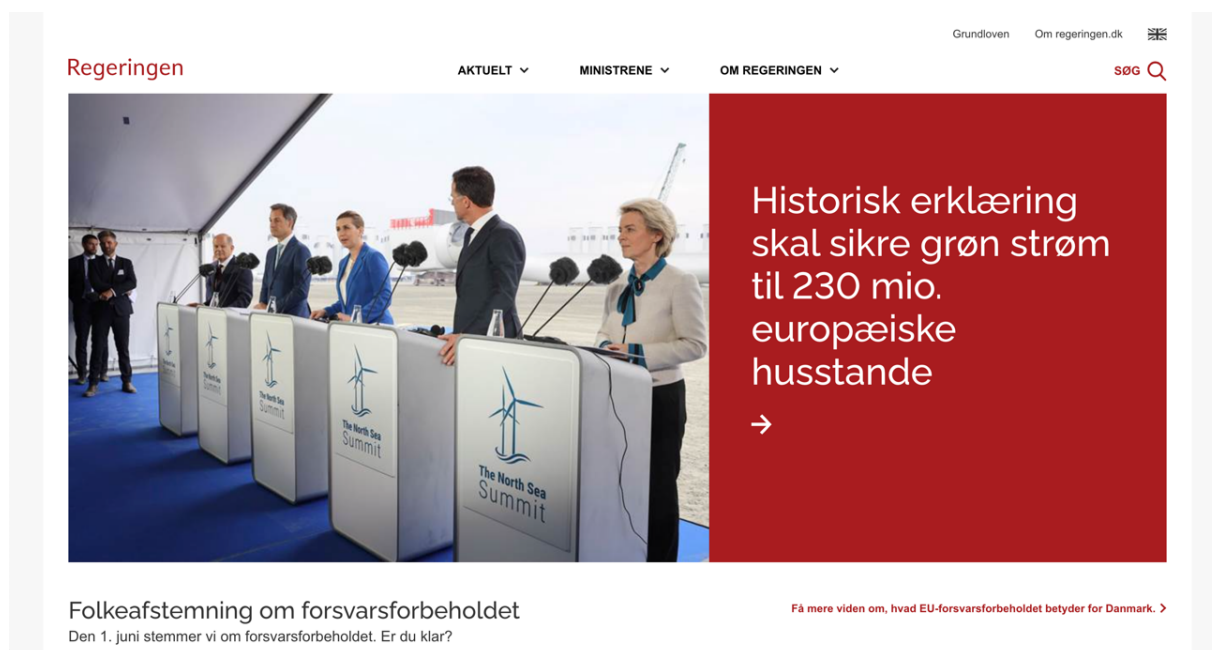 Grundloven Om regeringen.dk
Regeringen AKTUELT MINISTRENE OM REGERINGEN SØG
Historisk erklæring
skal sikre grøn strøm
til 230 mio.
europæiske
husstande
The North Sea
Summit
The North Sea
Summit
The North Sea
Summit
Folkeafstemning om forsvarsforbeholdet
Få mere viden om, hvad EU-forsvarsforbeholdet betyder for Danmark.
Den 1. juni stemmer vi om forsvarsforbeholdet. Er du klar?